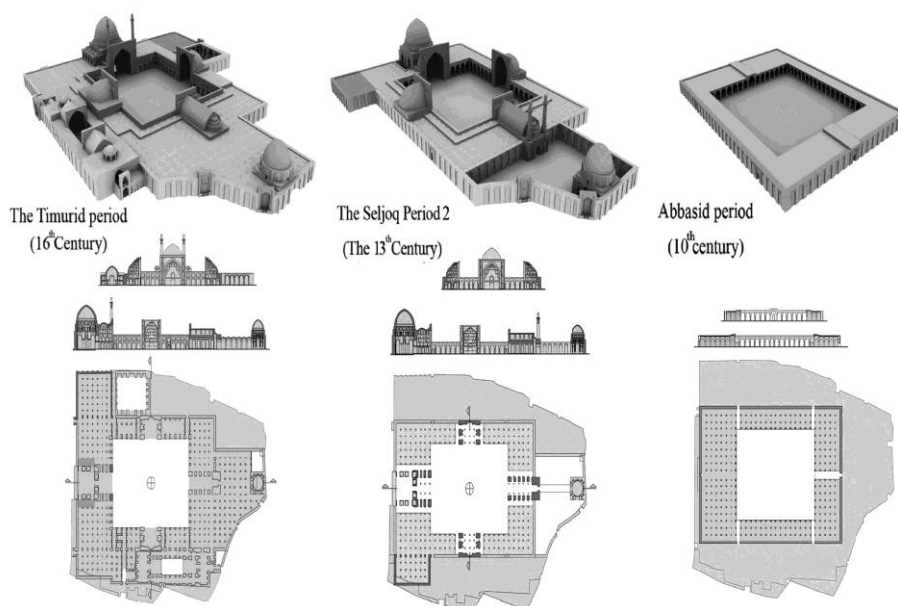 The Timurid period
(16th Century)
The Seljoq Period 2
(The 13th Century)
Abbasid period
(10th century)